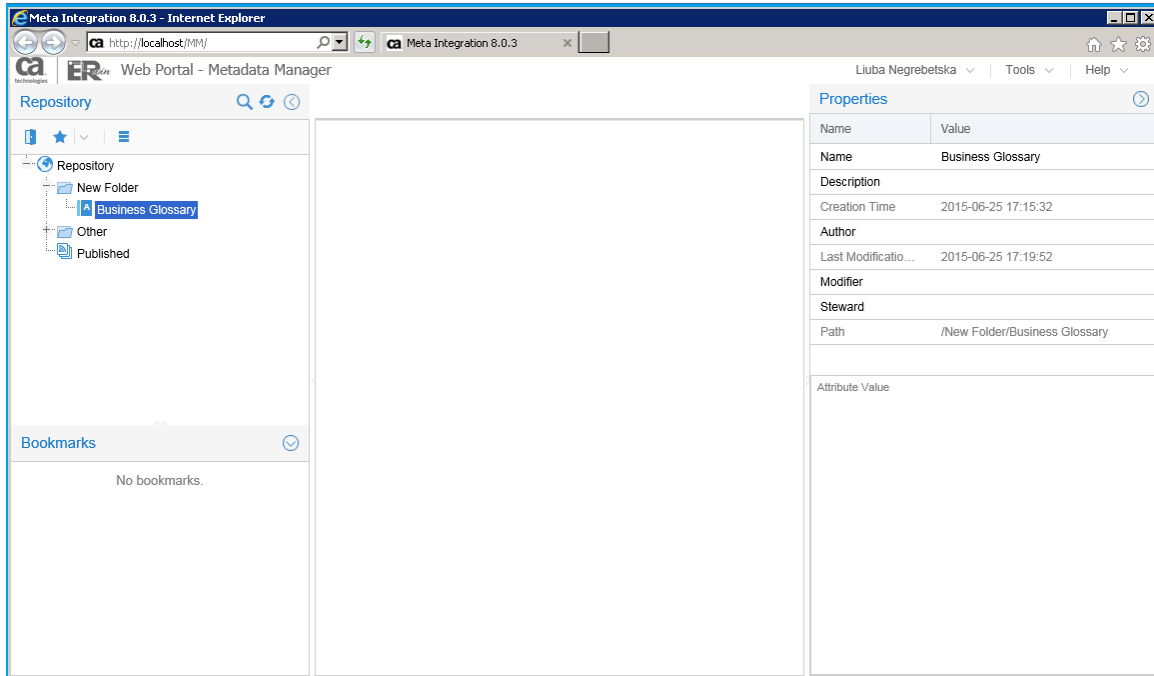 Meta Integration 8.0.3 - Internet Explorer
ca http://localhost/MM/
ca Meta Integration 8.0.3
ca technologies ERwin Web Portal - Metadata Manager
Liuba Negrebetska Tools Help
Repository
Repository
New Folder
A Business Glossary
Other
Published
Bookmarks
No bookmarks.
Properties
Name Value
Name Business Glossary
Description
Creation Time 2015-06-25 17:15:32
Author
Last Modificatio... 2015-06-25 17:19:52
Modifier
Steward
Path /New Folder/Business Glossary
Attribute Value